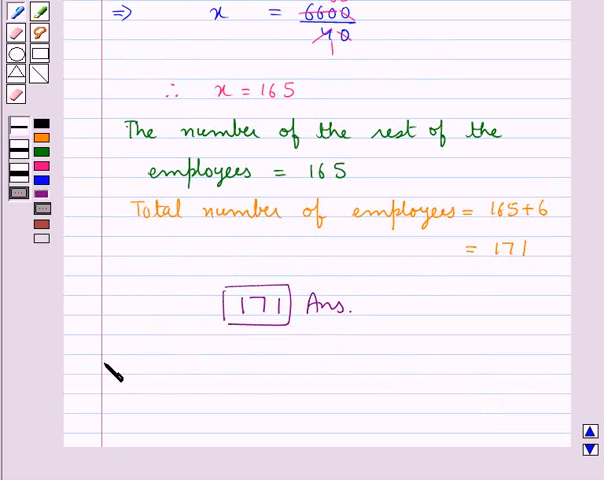 ⇒ x = 6600/40
∴ x = 165
The number of the rest of the
employees = 165
Total number of employees = 165+6
= 171
171 Ans.